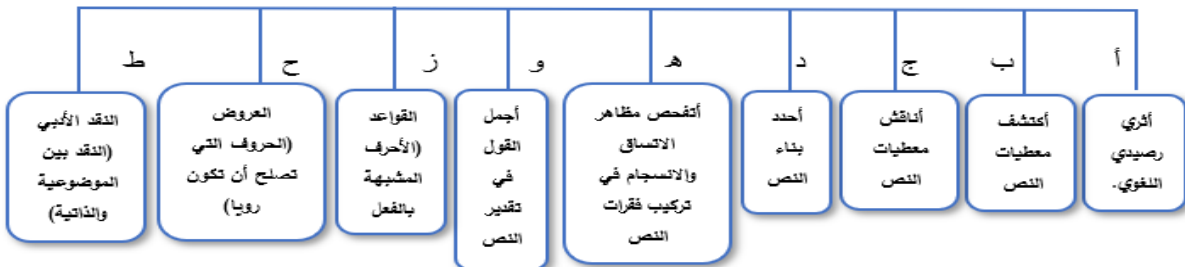 أ
ب
ج
د
هـ
و
ز
ح
ط
أثري
رصيدي
اللغوي.
أكتشف
معطيات
النص
أناقش
معطيات
النص
أحدد
بناء
النص
أتفحص مظاهر
الاتساق
والانسجام في
تركيب فقرات
النص
أجمل
القول
في
تقدير
النص
القواعد
(الأحرف
المشبهة
بالفعل
العروض
(الحروف التي
تصلح أن تكون
رويا)
النقد الأدبي
(النقد بين
الموضوعية
والذاتية)